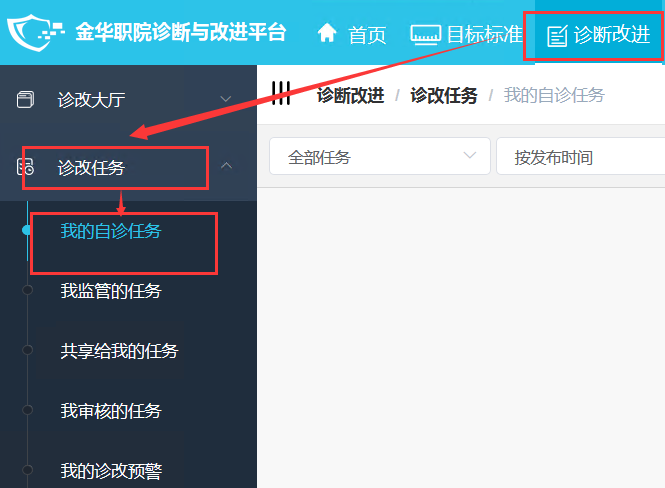 金华职院诊断与改进平台
首页
目标标准
诊断改进
诊改大厅
诊断改进 / 诊改任务 / 我的自诊任务
全部任务
按发布时间
诊改任务
我的自诊任务
我监管的任务
共享给我的任务
我审核的任务
我的诊改预警